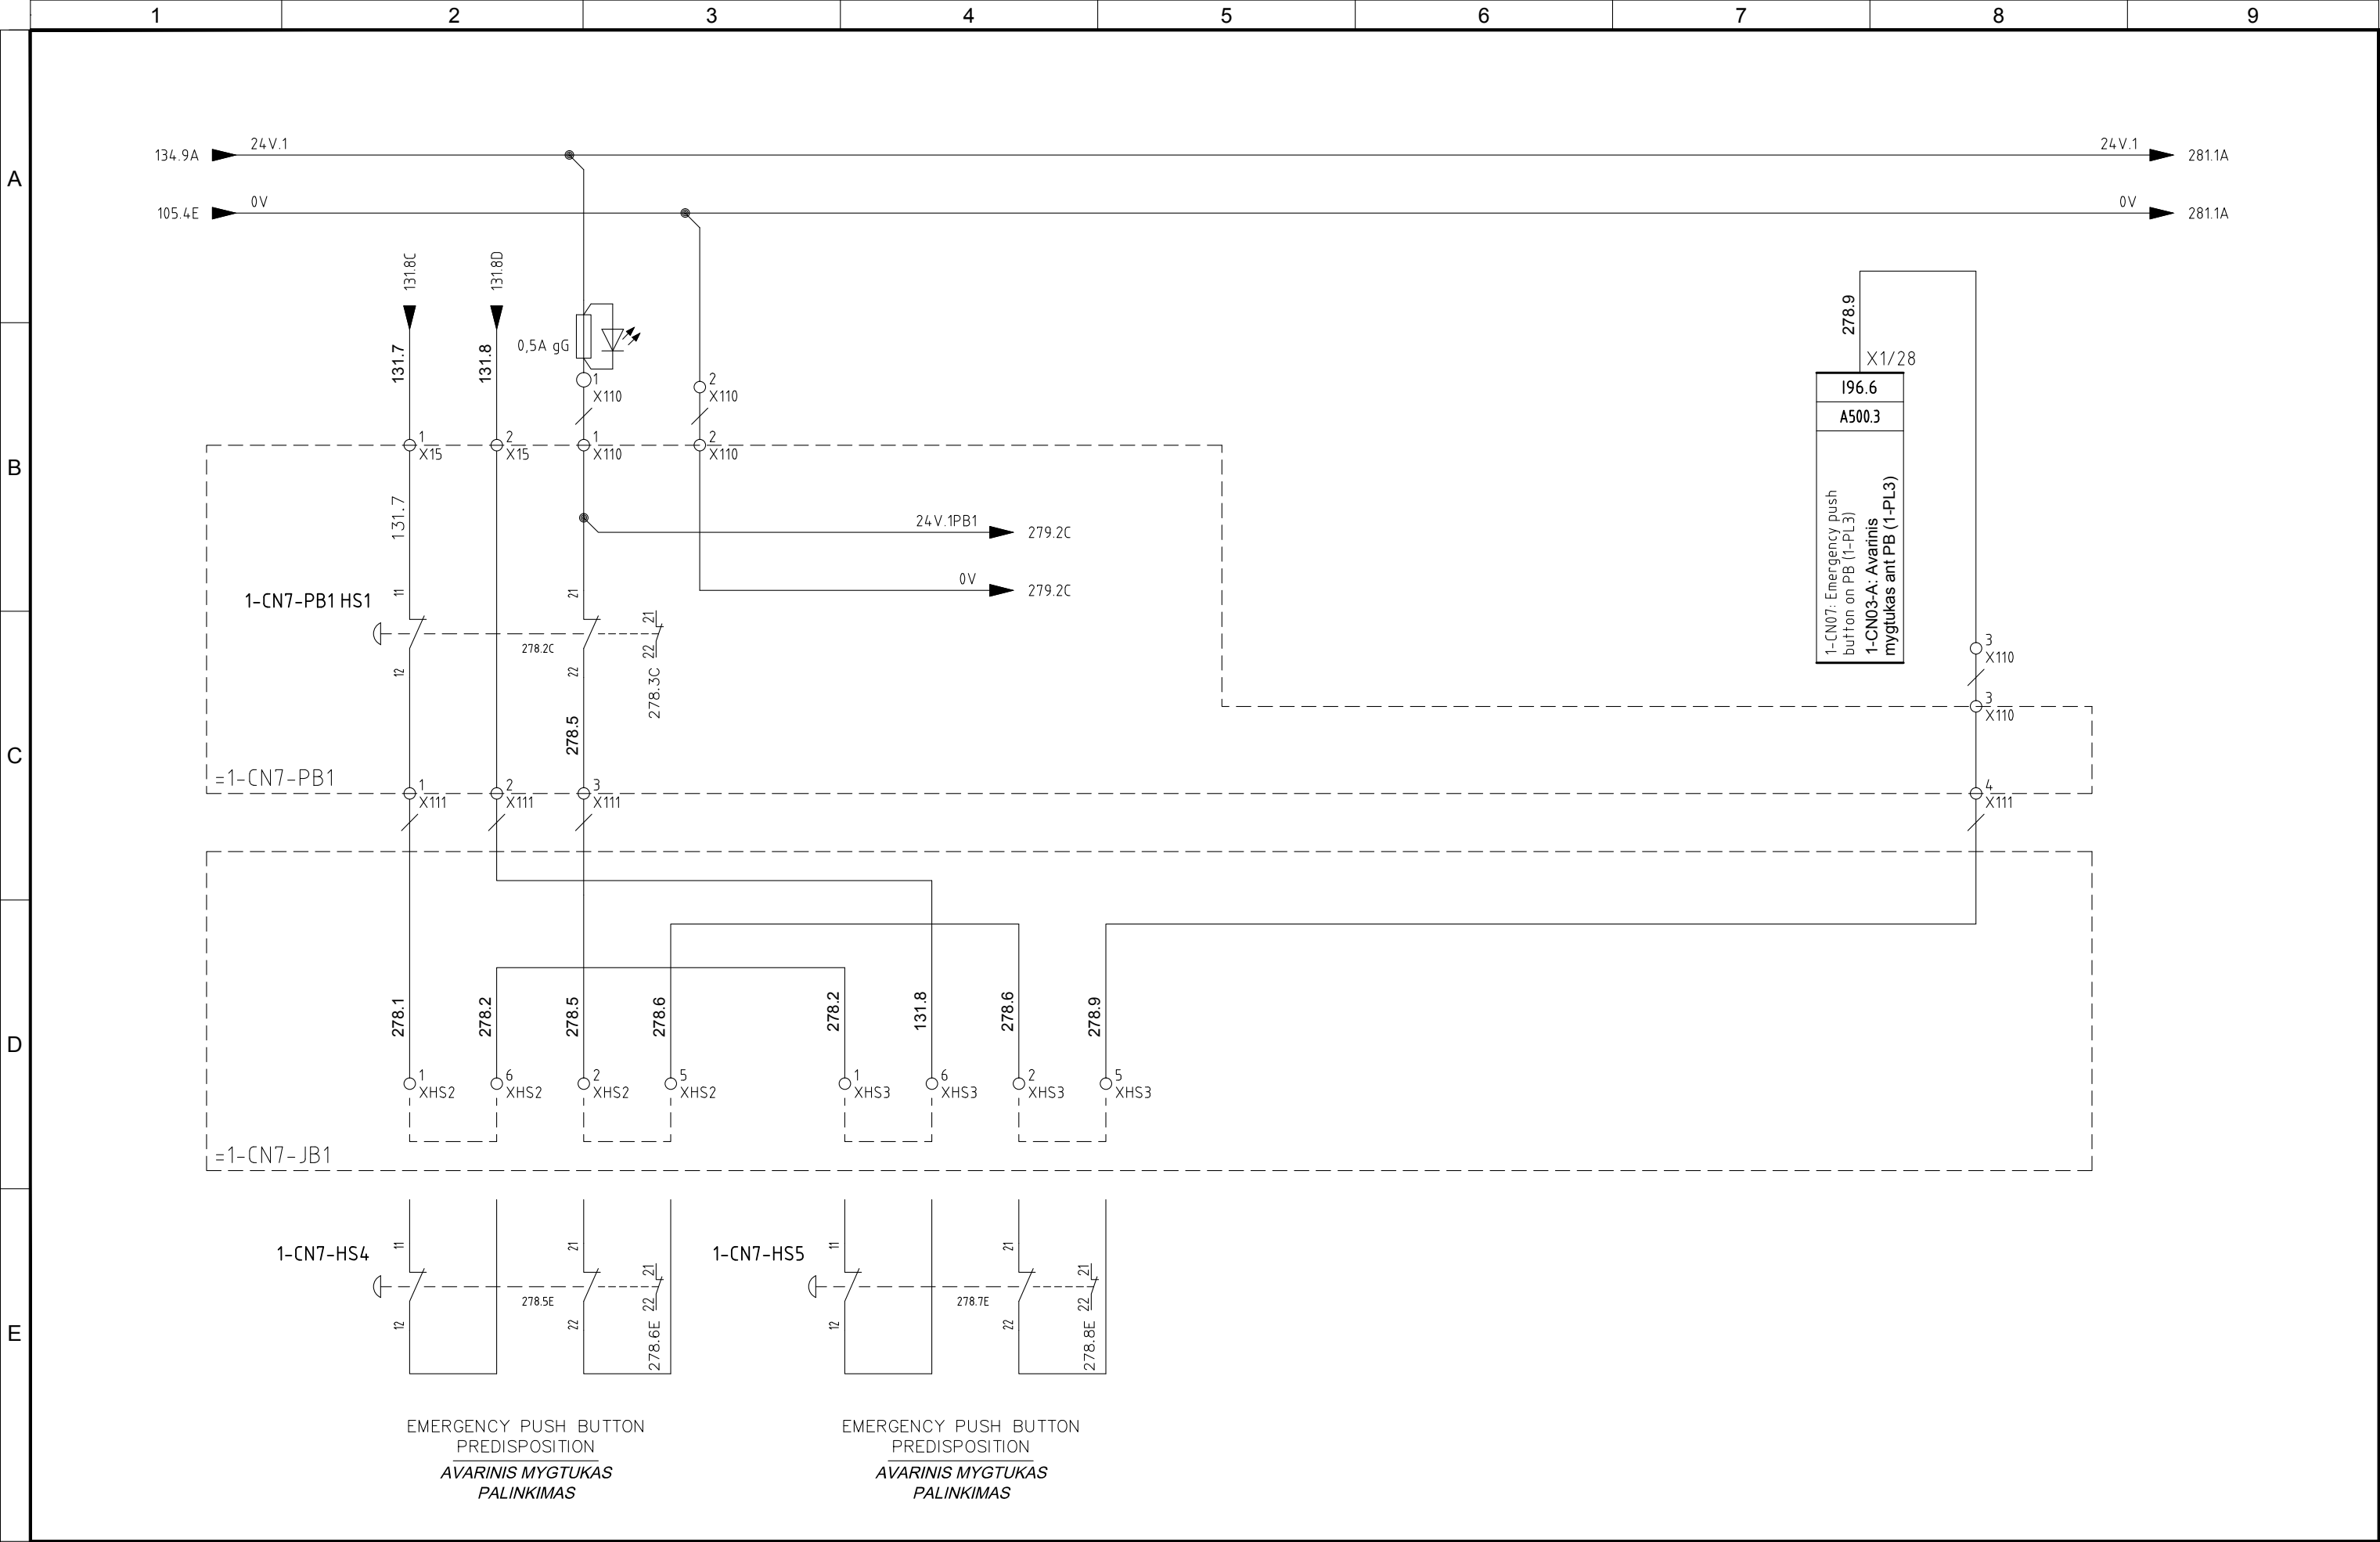 1 2 3 4 5 6 7 8 9
A
B
C
D
E
134.9A 24V.1 24V.1 281.1A
105.4E 0V 0V 281.1A
131.8C 131.8D
131.7 131.8 0,5A gG
278.9
X1/28
I96.6
A500.3
1-CN07: Emergency push
button on PB (1-PL3)
1-CN03-A: Avarinis
mygtukas ant PB (1-PL3)
1 2
X110 X110
1 2 1 2
X15 X15 X110 X110
131.7
24V.1PB1 279.2C
0V 279.2C
1-CN7-PB1 HS1
11 21 21
278.2C
12 22 22
278.3C
278.5
3
X110
3
X110
=1-CN7-PB1
1 2 3 4
X111 X111 X111 X111
278.1 278.2 278.5 278.6 278.2 131.8 278.6 278.9
1 6 2 5 1 6 2 5
XHS2 XHS2 XHS2 XHS2 XHS3 XHS3 XHS3 XHS3
=1-CN7-JB1
1-CN7-HS4
11 21 21
278.5E
12 22 22
278.6E
1-CN7-HS5
11 21 21
278.7E
12 22 22
278.8E
EMERGENCY PUSH BUTTON
PREDISPOSITION
AVARINIS MYGTUKAS
PALINKIMAS
EMERGENCY PUSH BUTTON
PREDISPOSITION
AVARINIS MYGTUKAS
PALINKIMAS